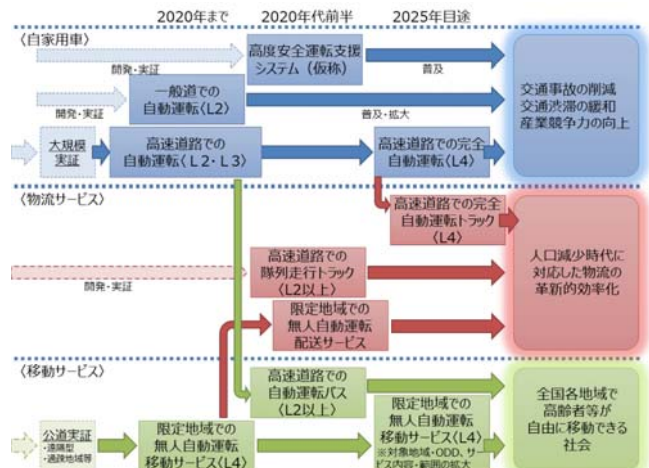 2020年まで
2020年代前半
2025年目途
〈自家用車〉
開発・実証
高度安全運転支援
システム（仮称）
普及
開発・実証
一般道での
自動運転〈L2〉
普及・拡大
大規模
実証
高速道路での
自動運転〈L2・L3〉
高速道路での完全
自動運転〈L4〉
交通事故の削減
交通渋滞の緩和
産業競争力の向上
〈物流サービス〉
高速道路での完全
自動運転トラック
〈L4〉
開発・実証
高速道路での
隊列走行トラック
〈L2以上〉
限定地域での
無人自動運転
配送サービス
人口減少時代に
対応した物流の
革新的効率化
〈移動サービス〉
高速道路での
自動運転バス
〈L2以上〉
公道実証
・遠隔型
・過疎地域等
限定地域での
無人自動運転
移動サービス〈L4〉
限定地域での
無人自動運転
移動サービス〈L4〉
※対象地域・ODD、サー
ビス内容・範囲の拡大
全国各地域で
高齢者等が
自由に移動できる
社会